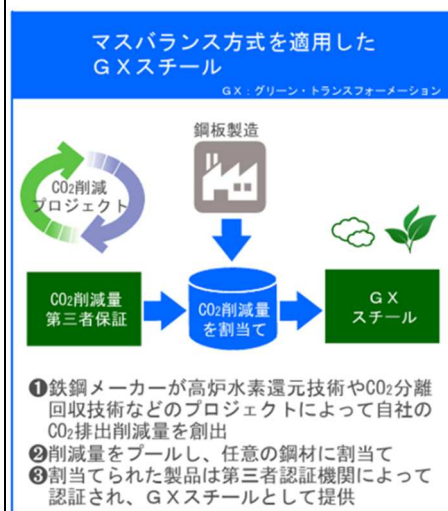 マスバランス方式を適用した
GXスチール
GX：グリーン・トランスフォーメーション
鋼板製造
CO₂削減
プロジェクト
CO₂削減量
第三者保証
CO₂削減量
を割当て
GX
スチール
❶鉄鋼メーカーが高炉水素還元技術やCO₂分離
回収技術などのプロジェクトによって自社の
CO₂排出削減量を創出
❷削減量をプールし、任意の鋼材に割当て
❸割当てられた製品は第三者認証機関によって
認証され、GXスチールとして提供